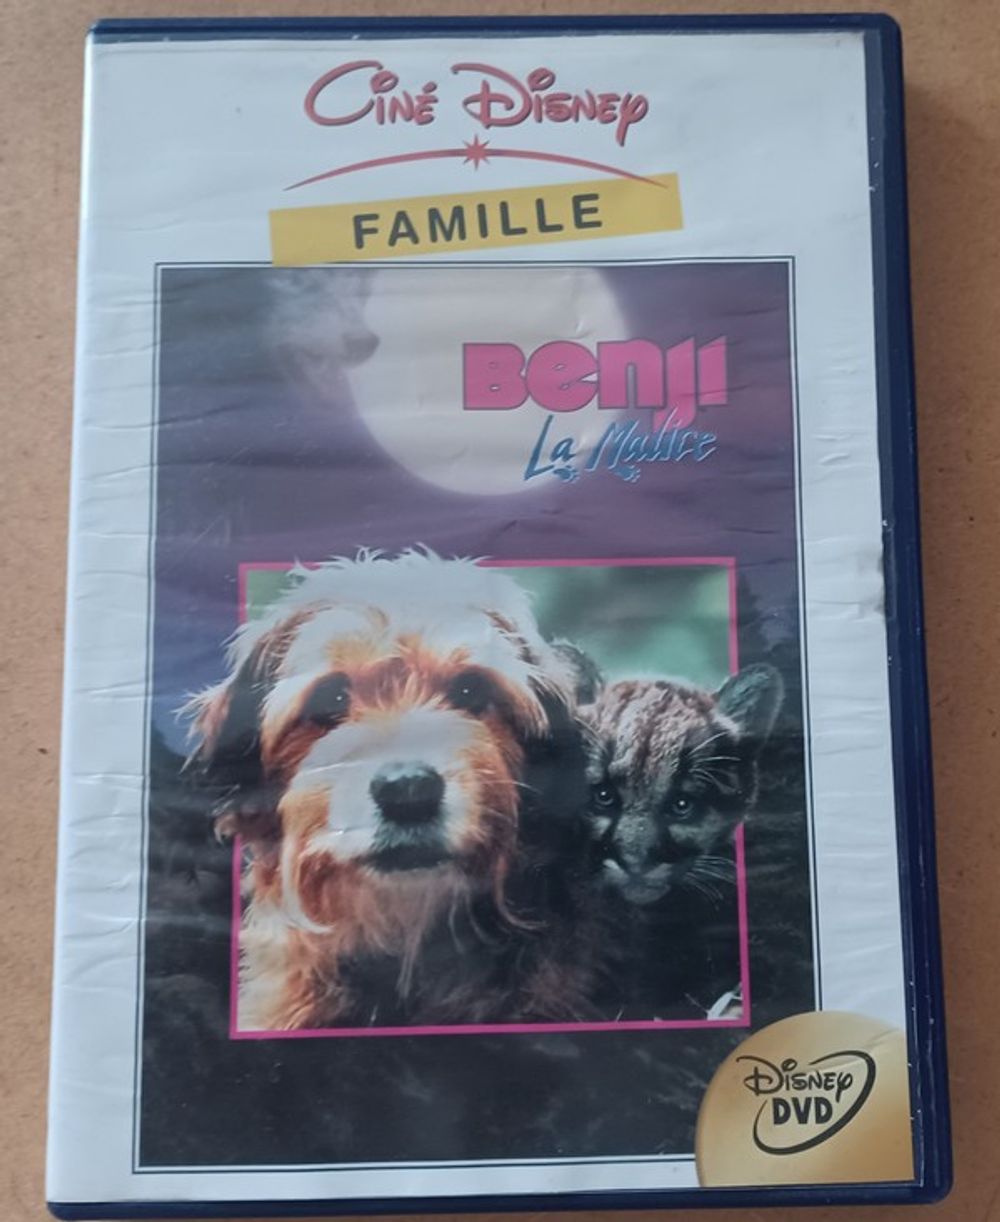 Ciné Disney
FAMILLE
Benji
La Malice
Disney
DVD